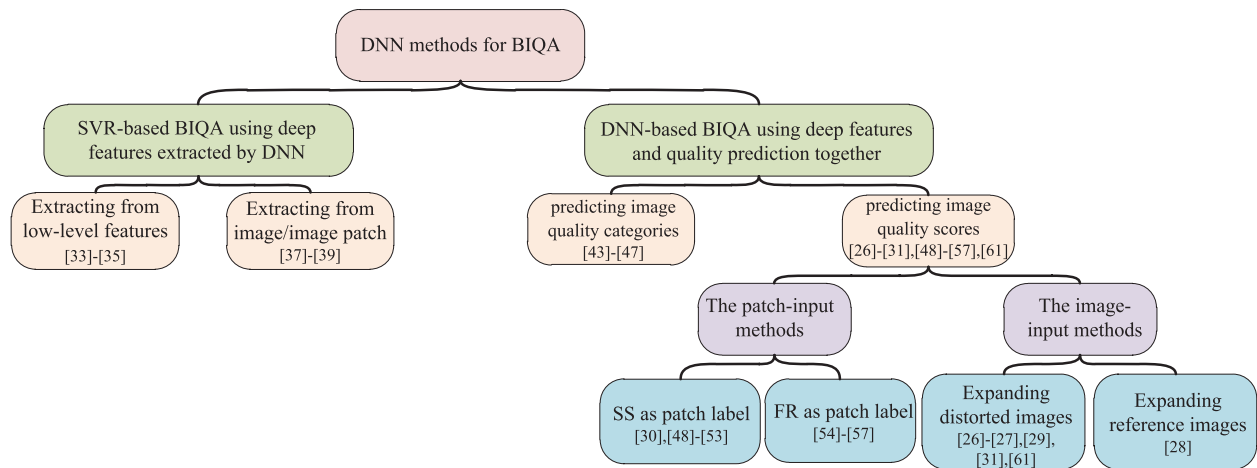 DNN methods for BIQA
SVR-based BIQA using deep
features extracted by DNN
DNN-based BIQA using deep features
and quality prediction together
Extracting from
low-level features
[33]-[35]
Extracting from
image/image patch
[37]-[39]
predicting image
quality categories
[43]-[47]
predicting image
quality scores
[26]-[31],[48]-[57],[61]
The patch-input
methods
The image-
input methods
SS as patch label
[30],[48]-[53]
FR as patch label
[54]-[57]
Expanding
distorted images
[26]-[27],[29],
[31],[61]
Expanding
reference images
[28]